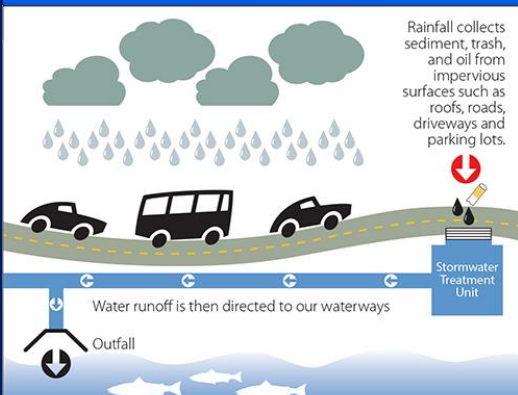 Rainfall collects
sediment, trash,
and oil from
impervious
surfaces such as
roofs, roads,
driveways and
parking lots.
Stormwater
Treatment
Unit
Water runoff is then directed to our waterways
Outfall